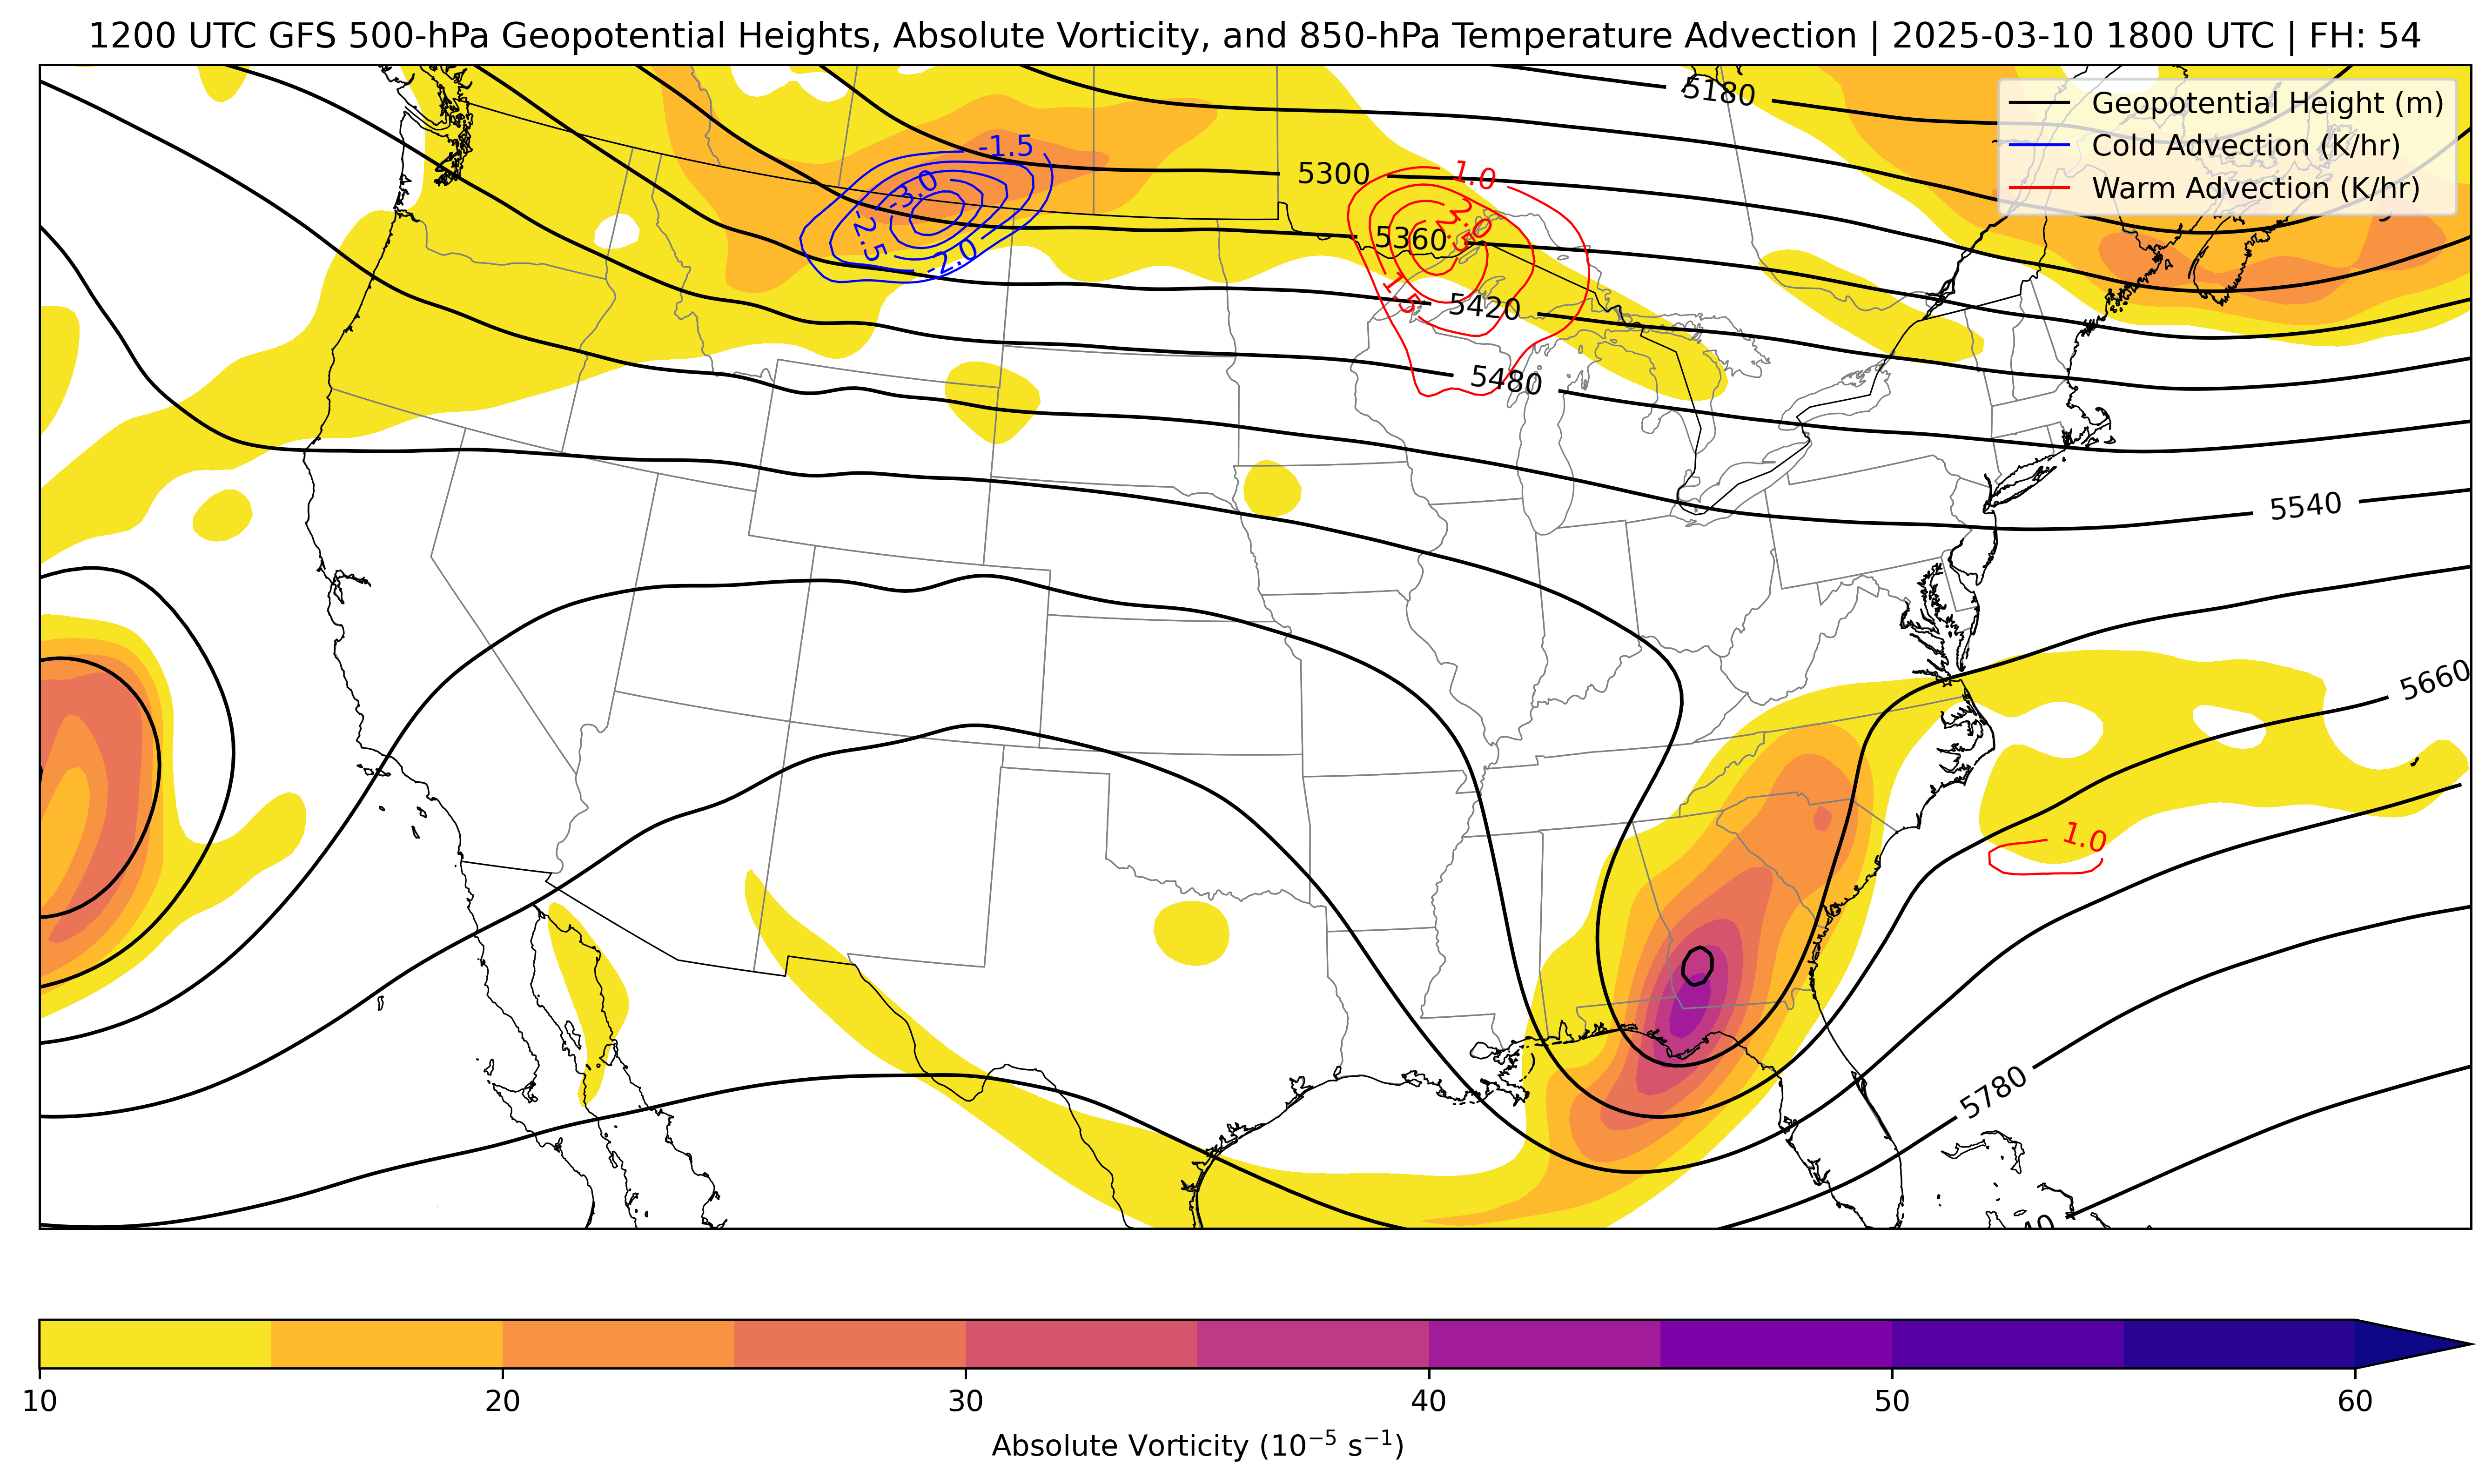 1200 UTC GFS 500-hPa Geopotential Heights, Absolute Vorticity, and 850-hPa Temperature Advection | 2025-03-10 1800 UTC | FH: 54
Geopotential Height (m)
Cold Advection (K/hr)
Warm Advection (K/hr)
5180
-1.5
5300
1.0
-3.0
2.0
-2.5
5360
-2.0
1.5
5420
5480
5540
5660
1.0
5780
10 20 30 40 50 60
Absolute Vorticity (10⁻⁵ s⁻¹)